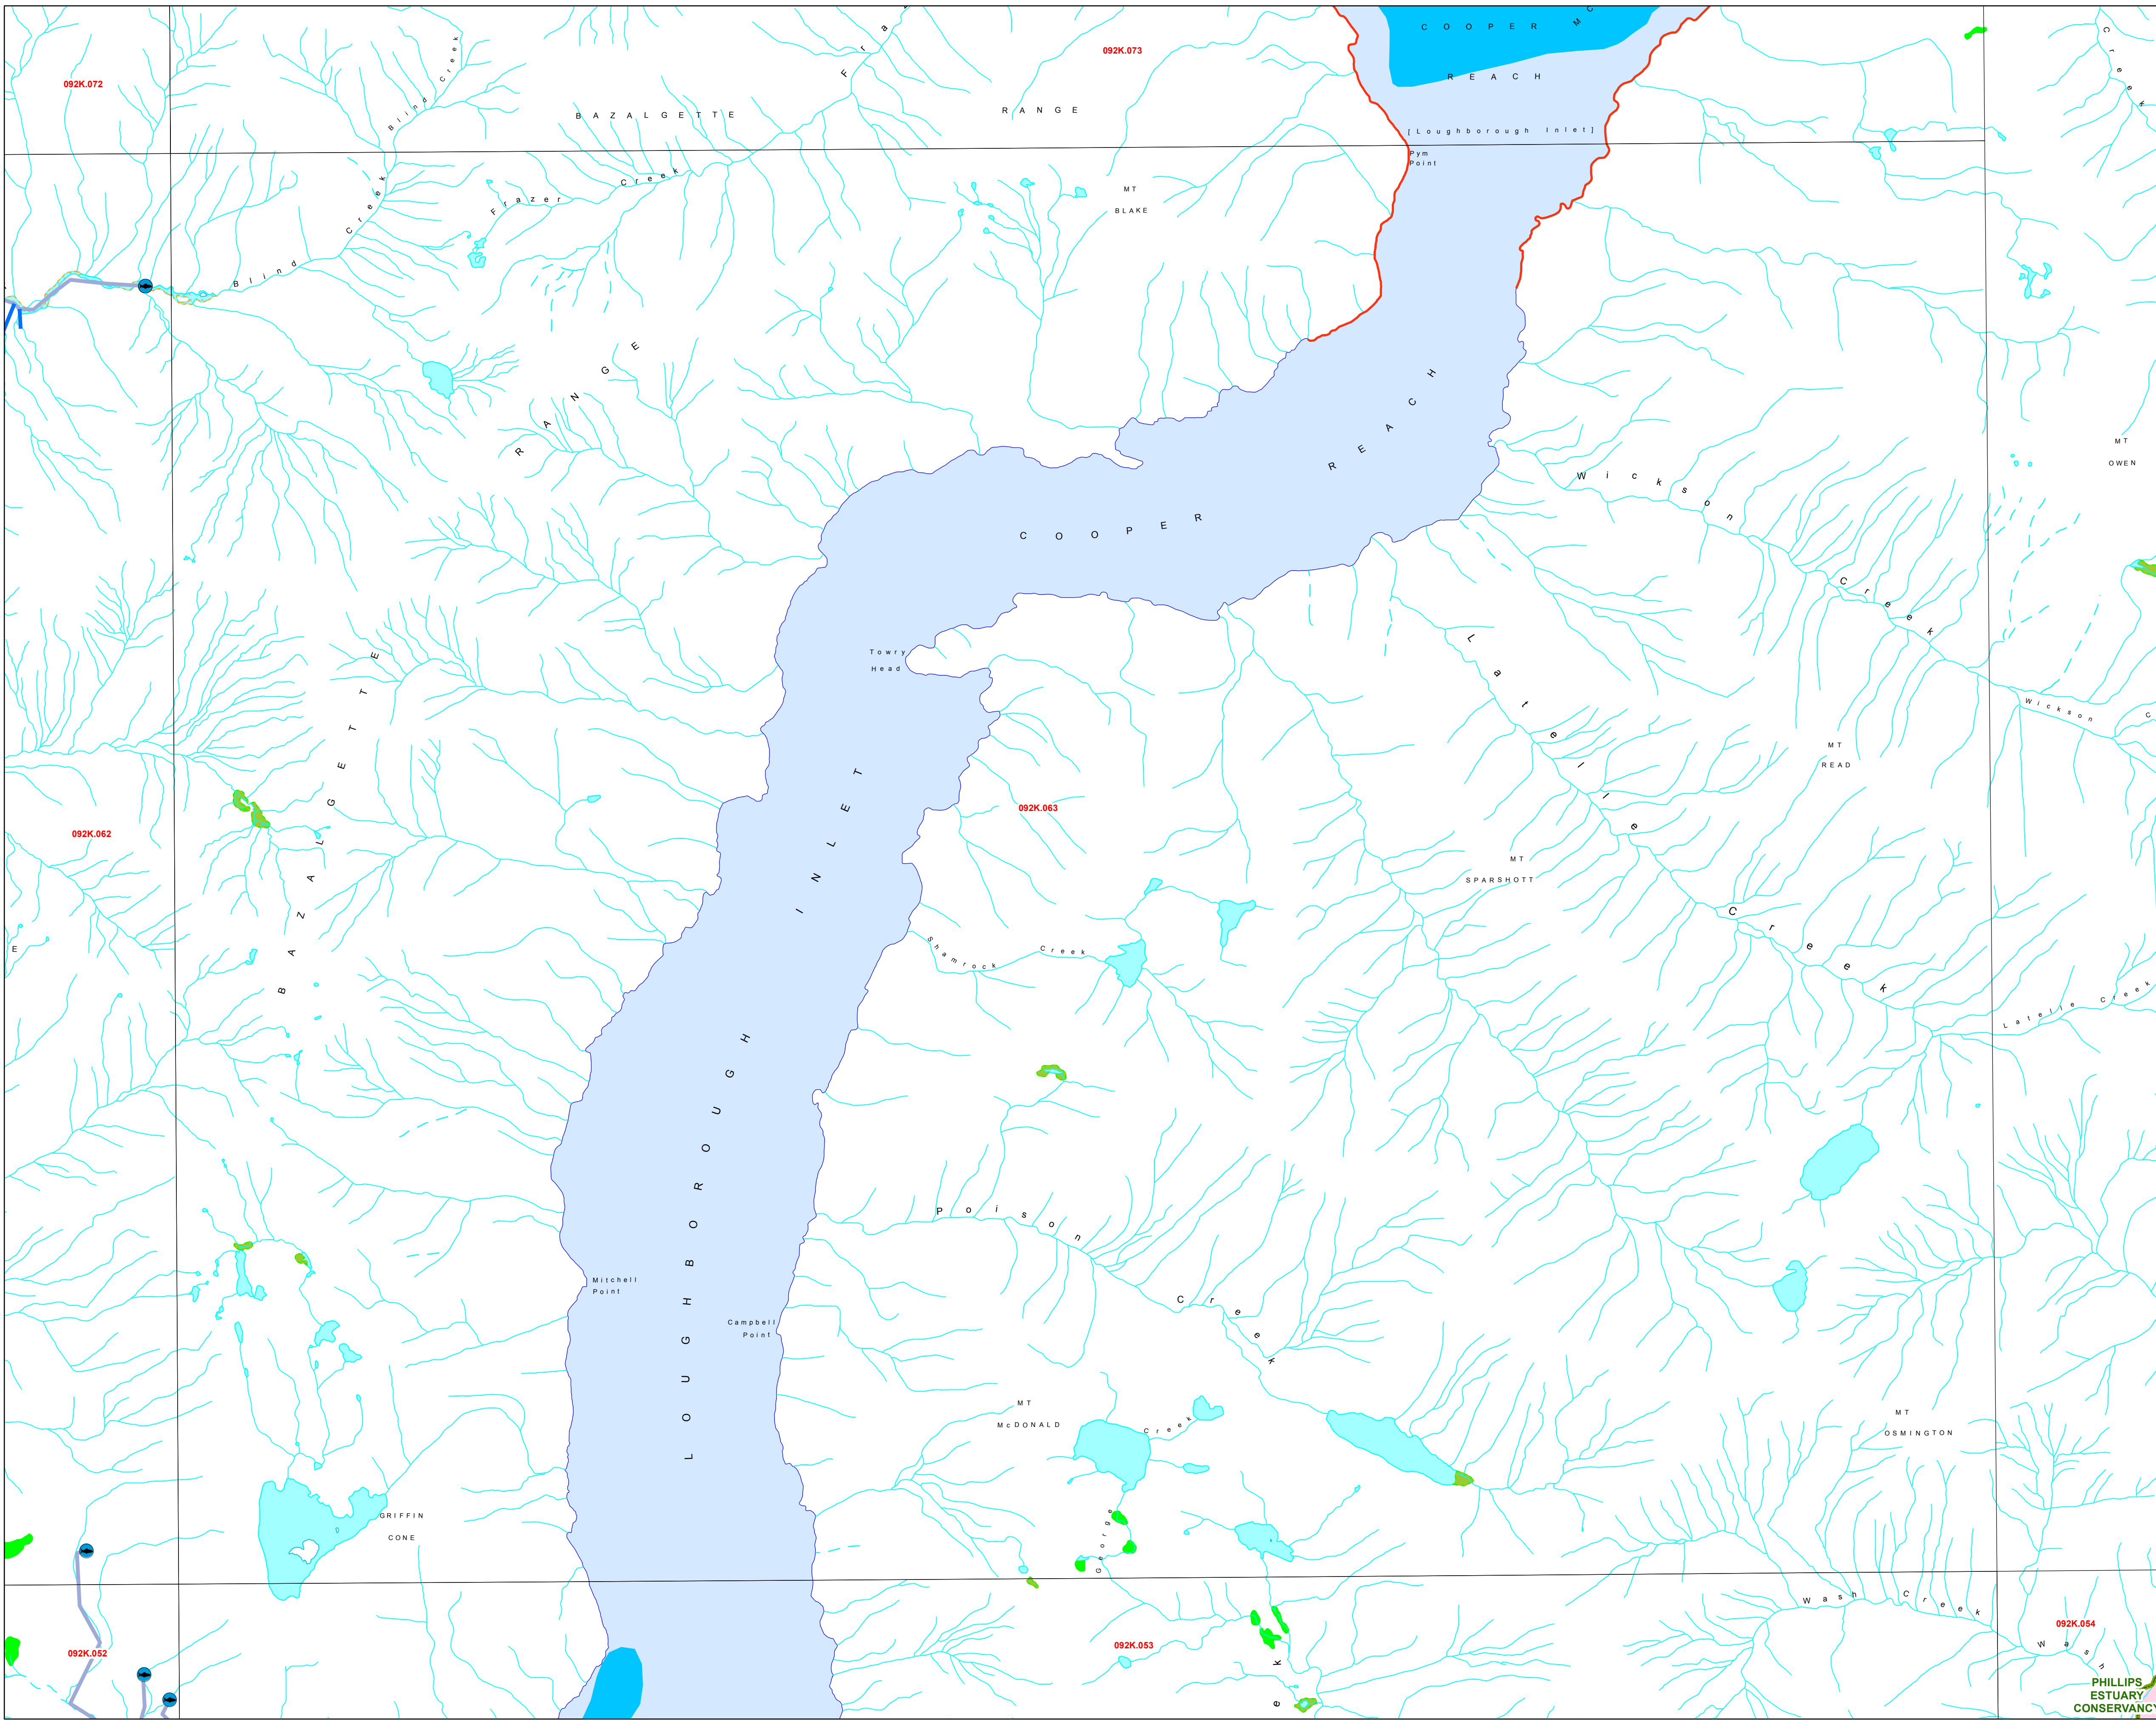 COOPER
REACH
[Loughborough Inlet]
Pym
Point
092K.073
092K.072
Blind Creek
BAZALGETTE
RANGE
Frazer Creek
MT
BLAKE
Creek
Blind Creek
RANGE
COOPER REACH
MT
OWEN
Wickson Creek
Wickson
Towry
Head
Latelle Creek
MT
READ
BAZALGETTE
092K.062
092K.063
E
MT
SPARSHOTT
Shamrock Creek
Latelle Creek
LOUGHBOROUGH INLET
Poison Creek
Mitchell
Point
Campbell
Point
MT
McDONALD
George Creek
MT
OSMINGTON
GRIFFIN
CONE
Wash Creek
Wash
092K.052
092K.053
092K.054
PHILLIPS
ESTUARY
CONSERVANCY